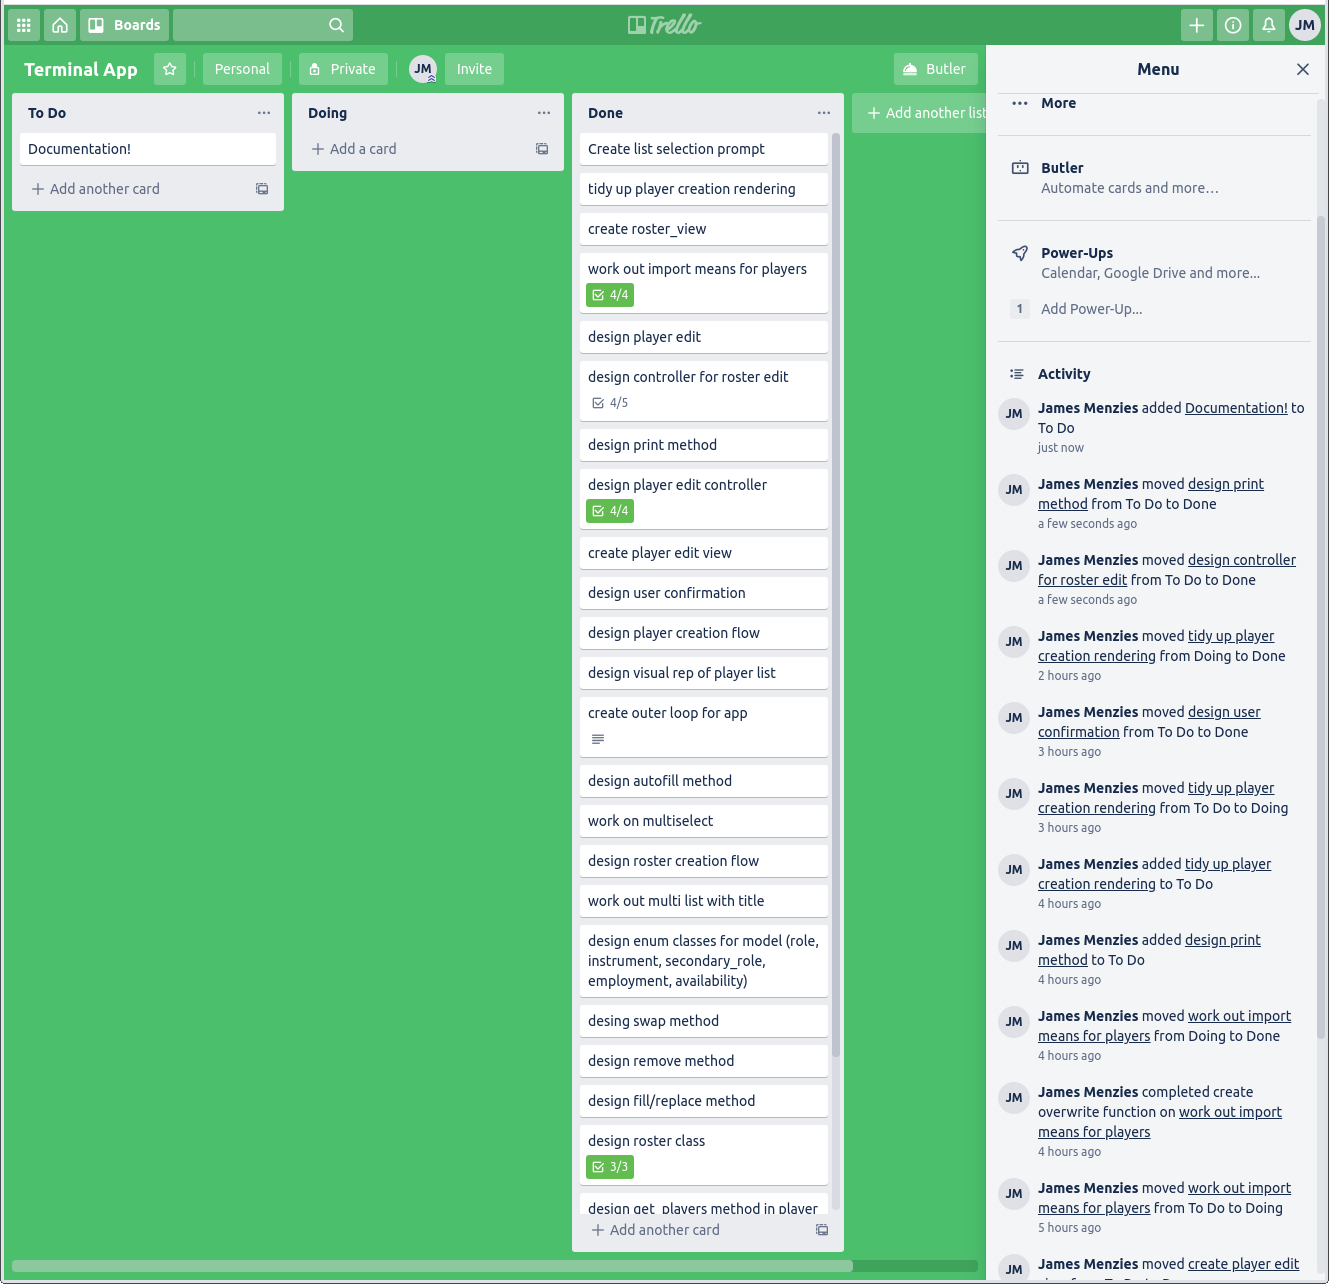 Boards
Trello
JM
Terminal App
Personal
Private
JM
Invite
Butler
To Do
Documentation!
Add another card
Doing
Add a card
Done
Create list selection prompt
tidy up player creation rendering
create roster_view
work out import means for players
4/4
design player edit
design controller for roster edit
4/5
design print method
design player edit controller
4/4
create player edit view
design user confirmation
design player creation flow
design visual rep of player list
create outer loop for app
design autofill method
work on multiselect
design roster creation flow
work out multi list with title
design enum classes for model (role,
instrument, secondary_role,
employment, availability)
desing swap method
design remove method
design fill/replace method
design roster class
3/3
design get_players method in player
Add another card
Add another list
Menu
More
Butler
Automate cards and more…
Power-Ups
Calendar, Google Drive and more...
1
Add Power-Up...
Activity
JM
James Menzies added Documentation! to
To Do
just now
JM
James Menzies moved design print
method from To Do to Done
a few seconds ago
JM
James Menzies moved design controller
for roster edit from To Do to Done
a few seconds ago
JM
James Menzies moved tidy up player
creation rendering from Doing to Done
2 hours ago
JM
James Menzies moved design user
confirmation from To Do to Done
3 hours ago
JM
James Menzies moved tidy up player
creation rendering from To Do to Doing
3 hours ago
JM
James Menzies added tidy up player
creation rendering to To Do
4 hours ago
JM
James Menzies added design print
method to To Do
4 hours ago
JM
James Menzies moved work out import
means for players from Doing to Done
4 hours ago
JM
James Menzies completed create
overwrite function on work out import
means for players
4 hours ago
JM
James Menzies moved work out import
means for players from To Do to Doing
5 hours ago
JM
James Menzies moved create player edit